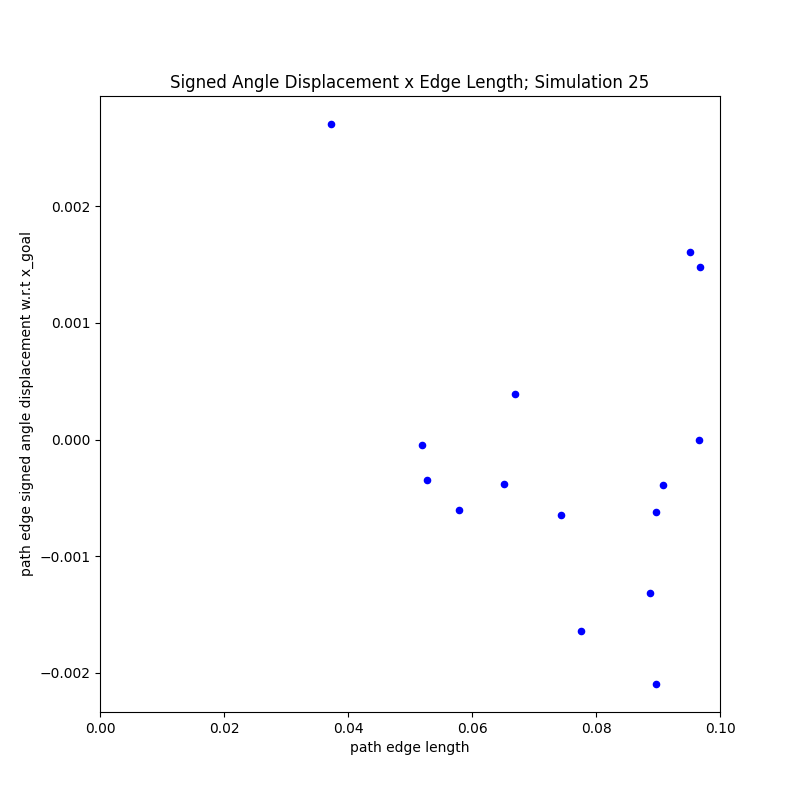 Signed Angle Displacement x Edge Length; Simulation 25
path edge signed angle displacement w.r.t x_goal
0.002
0.001
0.000
−0.001
−0.002
0.00 0.02 0.04 0.06 0.08 0.10
path edge length